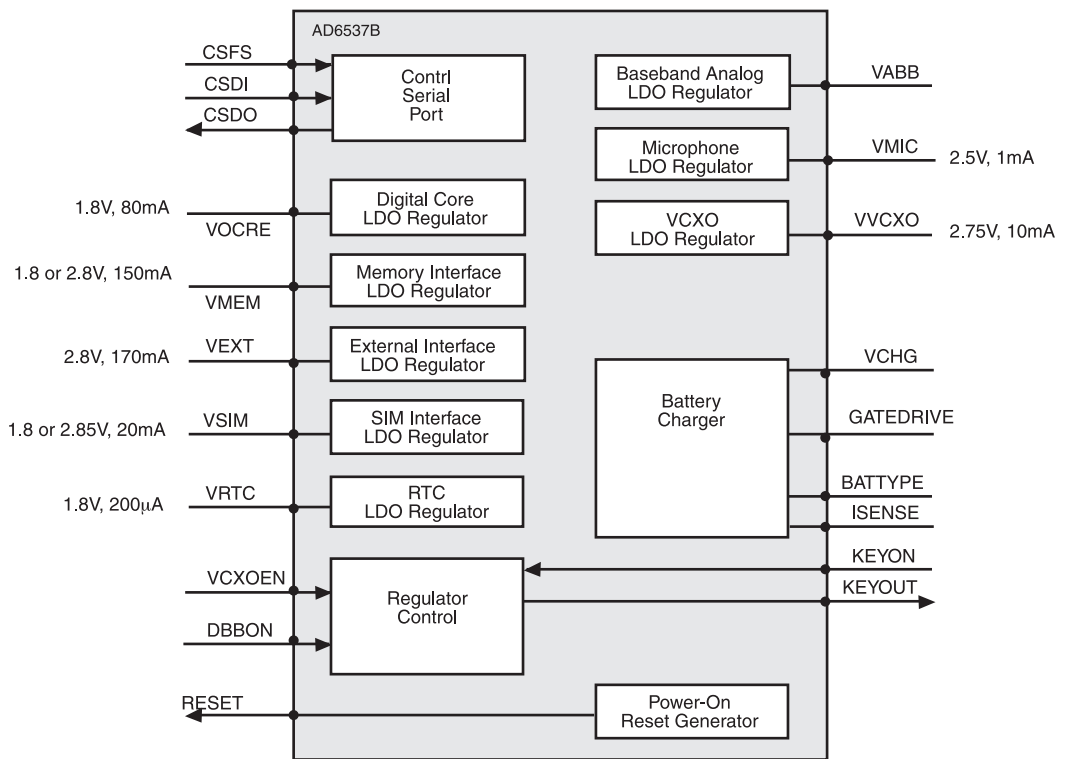 AD6537B
CSFS
CSDI
CSDO
Contrl
Serial
Port
1.8V, 80mA
VOCRE
Digital Core
LDO Regulator
1.8 or 2.8V, 150mA
VMEM
Memory Interface
LDO Regulator
2.8V, 170mA
VEXT
External Interface
LDO Regulator
1.8 or 2.85V, 20mA
VSIM
SIM Interface
LDO Regulator
1.8V, 200µA
VRTC
RTC
LDO Regulator
VCXOEN
DBBON
Regulator
Control
RESET
Baseband Analog
LDO Regulator
VABB
Microphone
LDO Regulator
VMIC
2.5V, 1mA
VCXO
LDO Regulator
VVCXO
2.75V, 10mA
Battery
Charger
VCHG
GATEDRIVE
BATTYPE
ISENSE
KEYON
KEYOUT
Power-On
Reset Generator